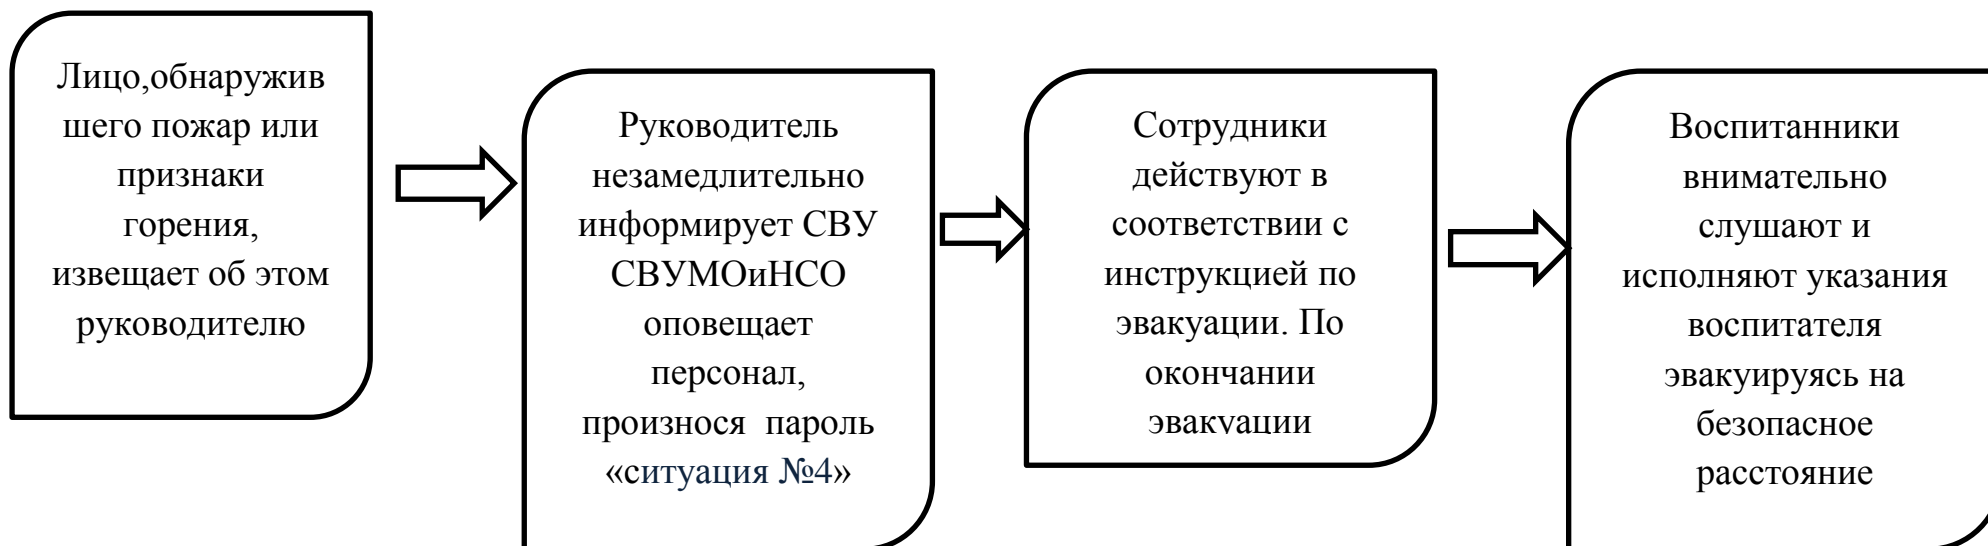 Лицо,обнаружив
шего пожар или
признаки
горения,
извещает об этом
руководителю
Руководитель
незамедлительно
информирует СВУ
СВУМОиНСО
оповещает
персонал,
произнося пароль
«ситуация №4»
Сотрудники
действуют в
соответствии с
инструкцией по
эвакуации. По
окончании
эвакуации
Воспитанники
внимательно
слушают и
исполняют указания
воспитателя
эвакуируясь на
безопасное
расстояние